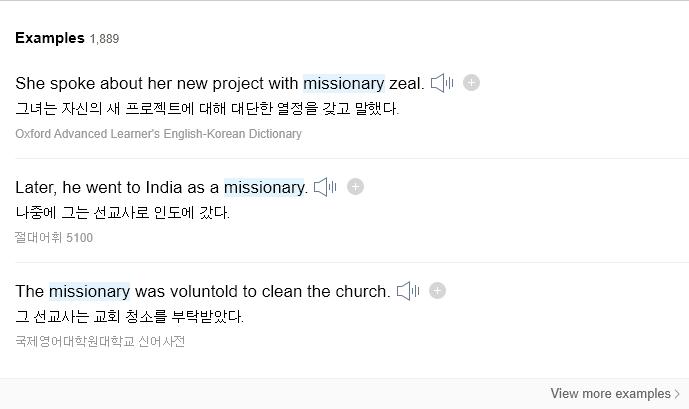 Examples 1,889
She spoke about her new project with missionary zeal.
그녀는 자신의 새 프로젝트에 대해 대단한 열정을 갖고 말했다.
Oxford Advanced Learner's English-Korean Dictionary
Later, he went to India as a missionary.
나중에 그는 선교사로 인도에 갔다.
절대어휘 5100
The missionary was voluntold to clean the church.
그 선교사는 교회 청소를 부탁받았다.
국제영어대학원대학교 신어사전
View more examples